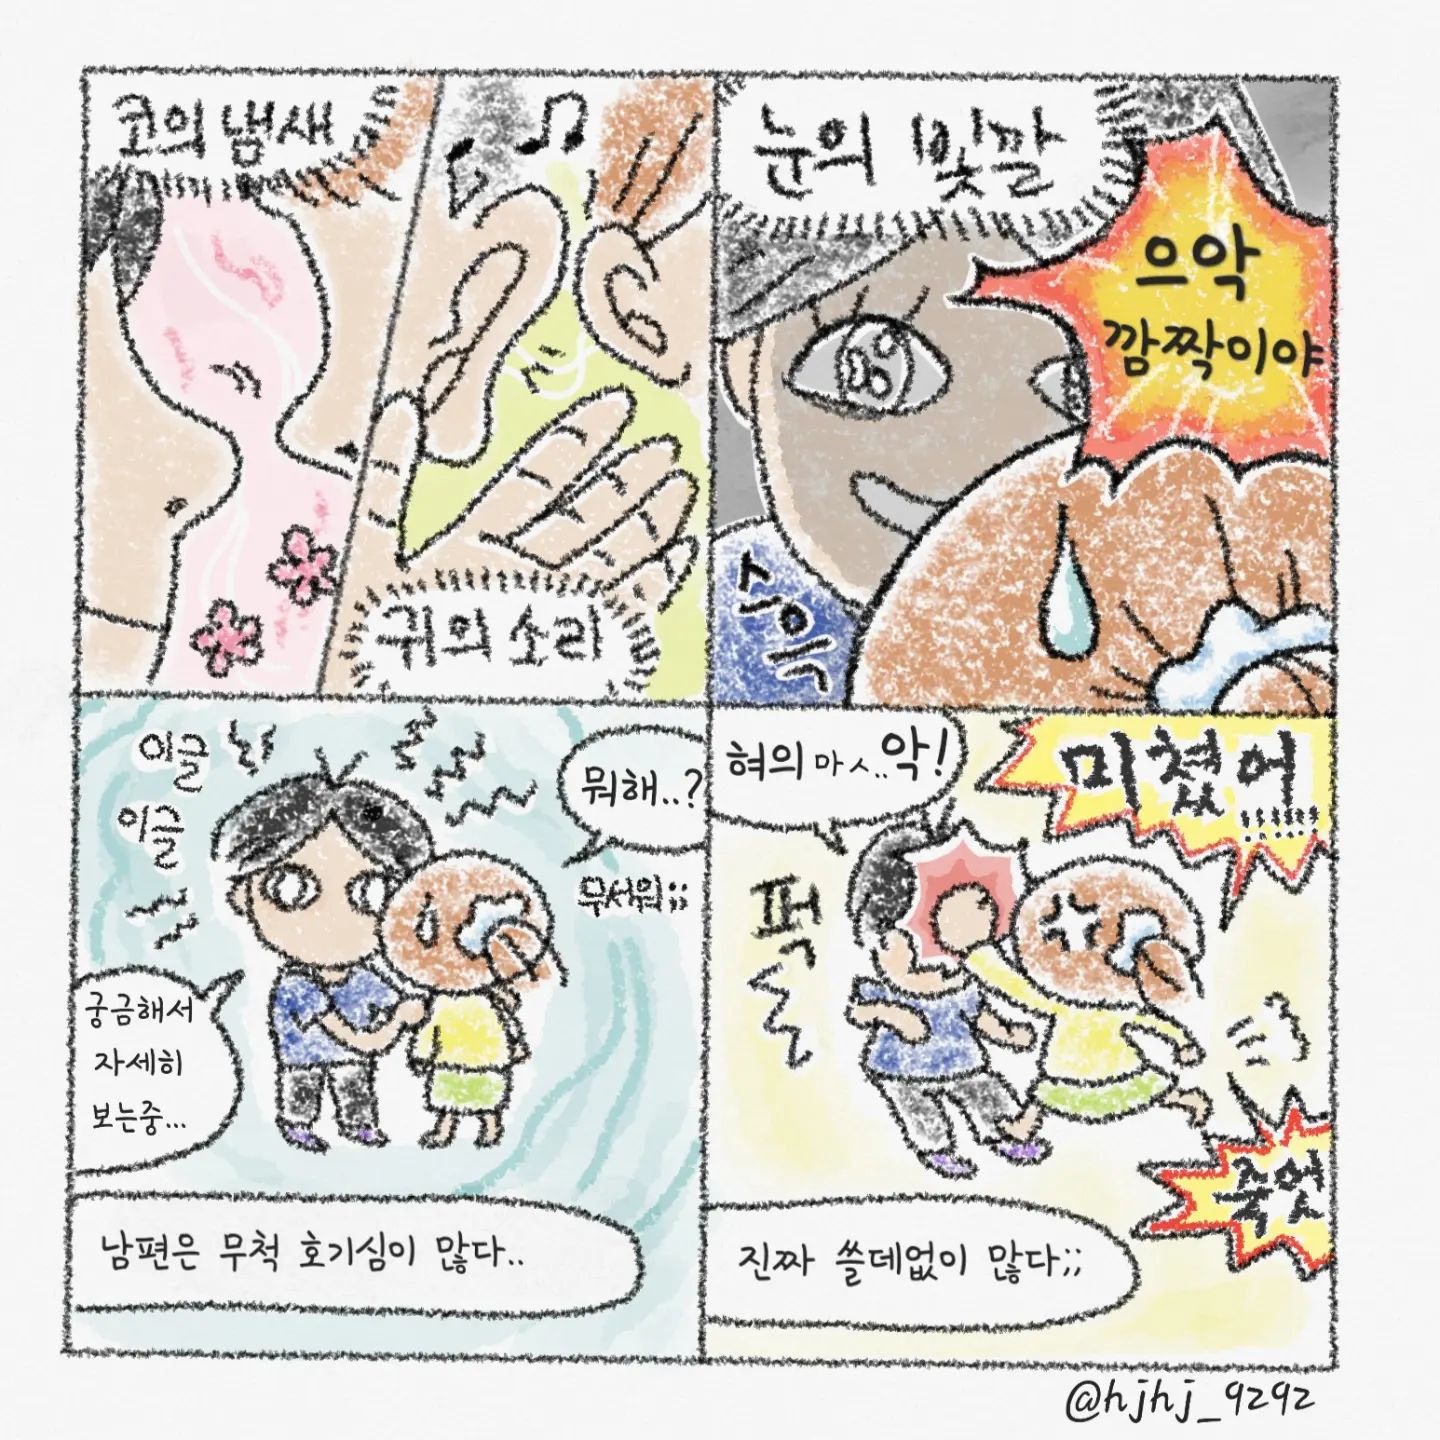 코의 냄새
귀의 소리
눈의 빛깔
으악
깜짝이야
스윽
이글
이글
뭐해..?
무서워;;
궁금해서
자세히
보는중...
남편은 무척 호기심이 많다..
혀의 마ㅅ..악!
미쳤어!!!!!!
퍽
죽엇
진짜 쓸데없이 많다;;
@hjhj_9292